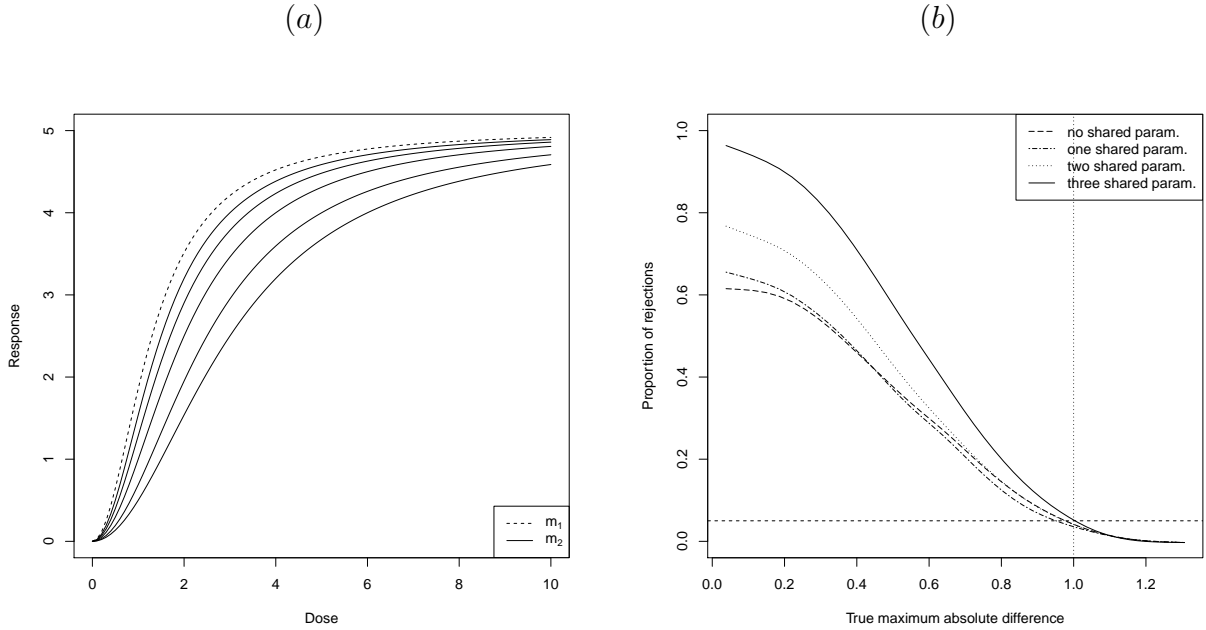 (a)
Response
5
4
3
2
1
0
m₁
m₂
0 2 4 6 8 10
Dose
(b)
Proportion of rejections
1.0
0.8
0.6
0.4
0.2
0.0
no shared param.
one shared param.
two shared param.
three shared param.
0.0 0.2 0.4 0.6 0.8 1.0 1.2
True maximum absolute difference